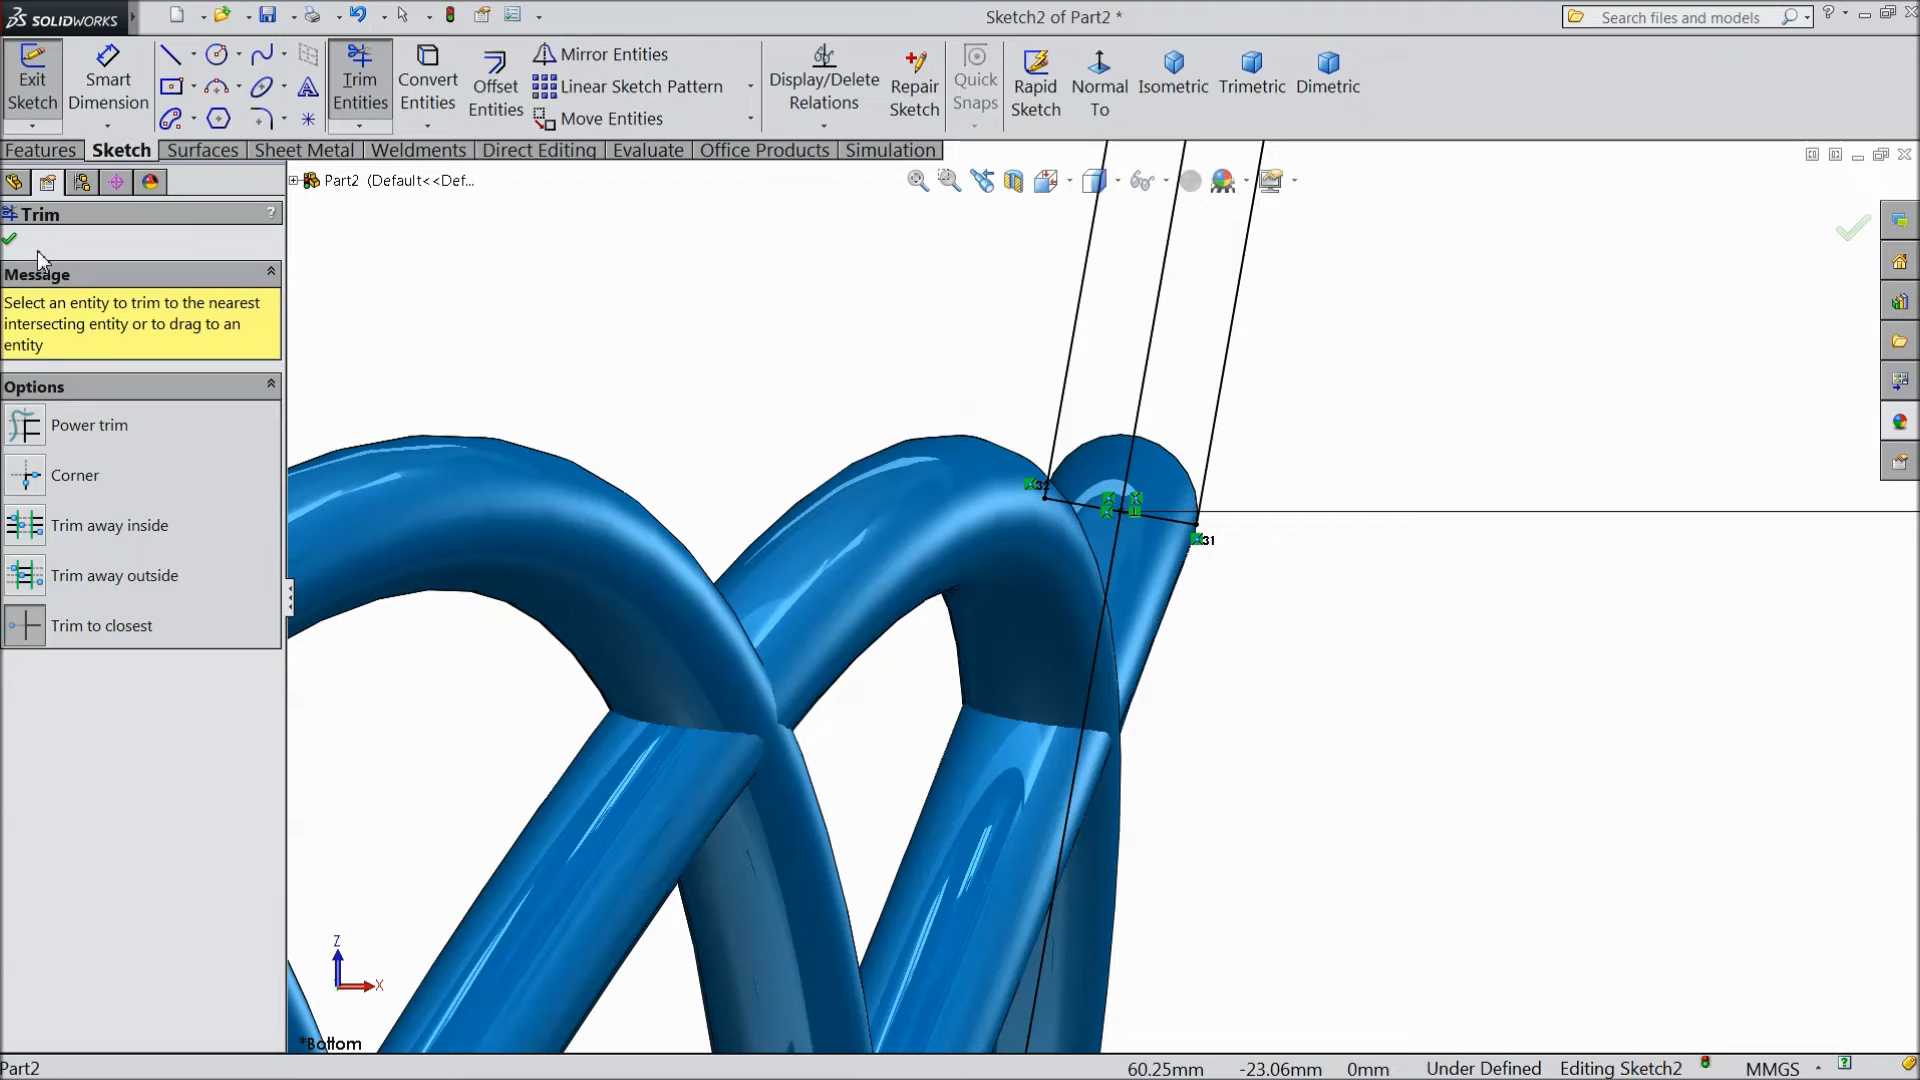 SOLIDWORKS
Sketch2 of Part2 *
Search files and models
Exit
Sketch
Smart
Dimension
Trim
Entities
Convert
Entities
Offset
Entities
Mirror Entities
Linear Sketch Pattern
Move Entities
Display/Delete
Relations
Repair
Sketch
Quick
Snaps
Rapid
Sketch
Normal
To
Isometric
Trimetric
Dimetric
Features
Sketch
Surfaces
Sheet Metal
Weldments
Direct Editing
Evaluate
Office Products
Simulation
Part2 (Default<<Def...
Trim
?
Message
Select an entity to trim to the nearest
intersecting entity or to drag to an
entity
Options
Power trim
Corner
Trim away inside
Trim away outside
Trim to closest
32
31
Z
X
*Bottom
Part2
60.25mm
-23.06mm
0mm
Under Defined
Editing Sketch2
MMGS